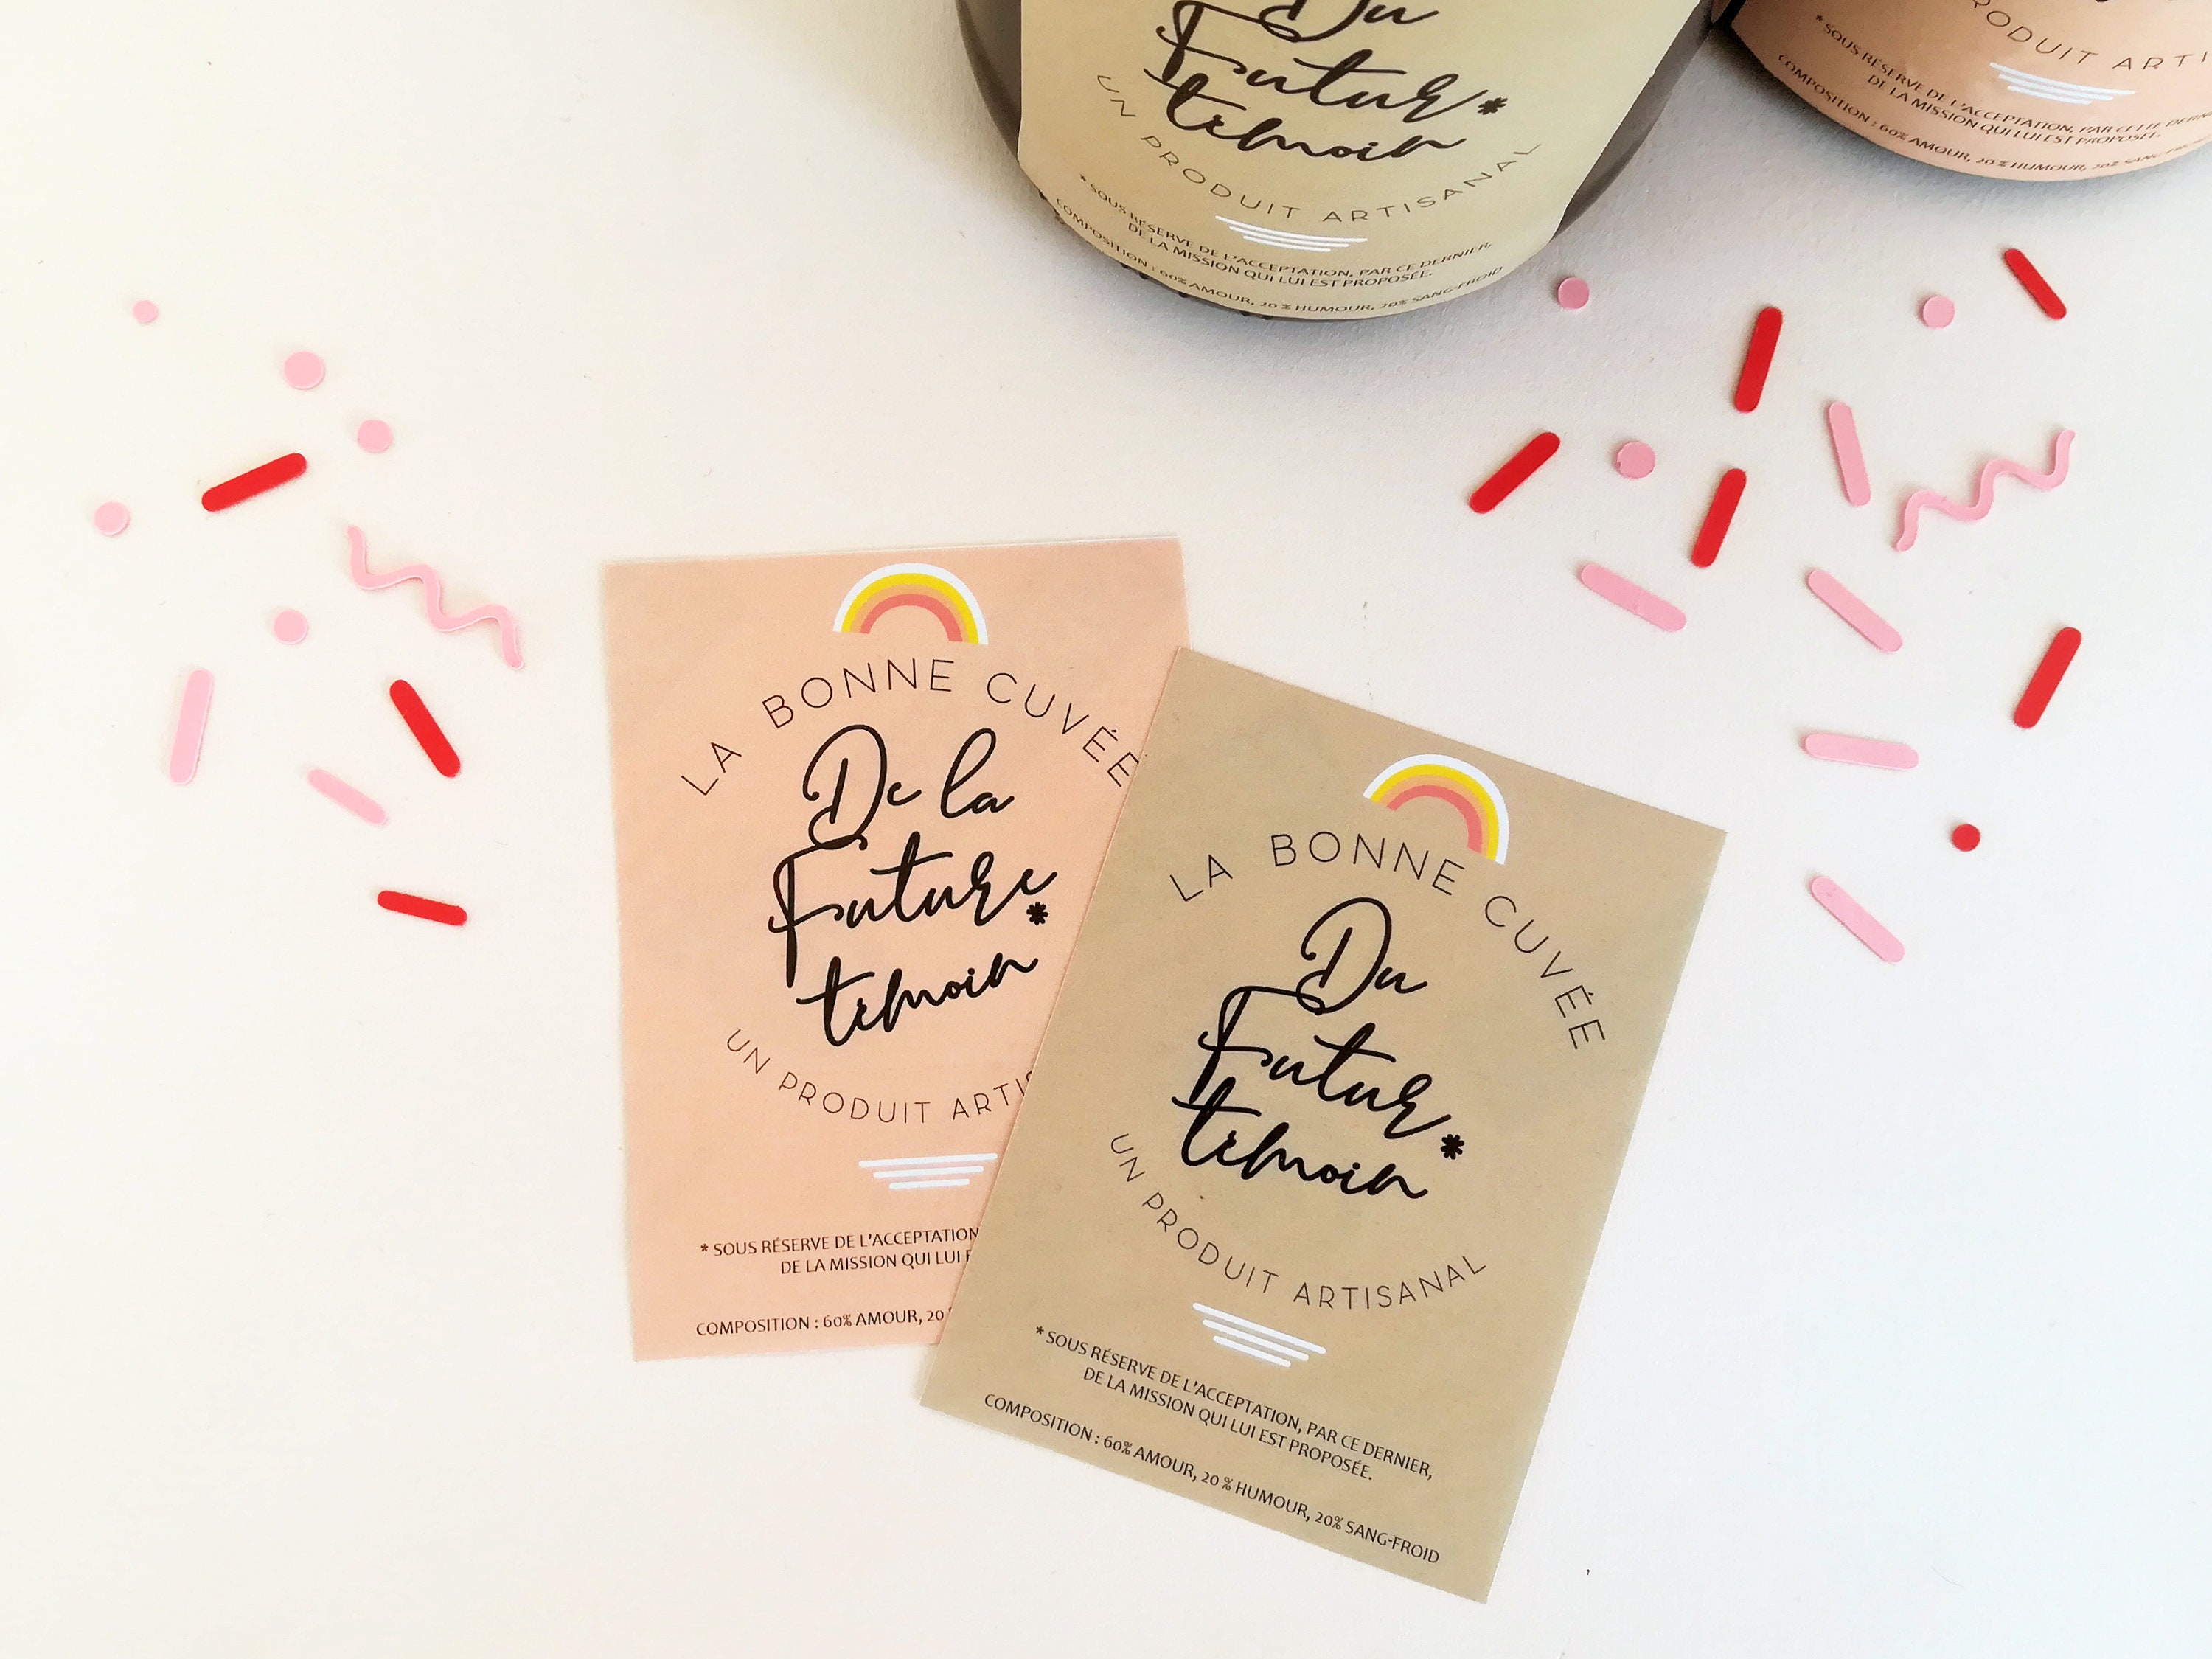 Du
Futur*
témoin
UN PRODUIT ARTISANAL
* SOUS RÉSERVE DE L'ACCEPTATION, PAR CE DERNIER,
DE LA MISSION QUI LUI EST PROPOSÉE.
COMPOSITION : 60% AMOUR, 20 % HUMOUR, 20% SANG-FROID
PRODUIT ARTI
* SOUS RÉSERVE DE L'ACCEPTATION, PAR CETTE
DE LA MISSION QUI LUI EST PROPOSÉE.
COMPOSITION : 60% AMOUR, 20 % HUMOUR, 20%
LA BONNE CUVÉE
De la
Future*
témoin
UN PRODUIT ARTIS
* SOUS RÉSERVE DE L'ACCEPTATION
DE LA MISSION QUI LUI
COMPOSITION : 60% AMOUR, 20
LA BONNE CUVÉE
Du
Futur*
témoin
UN PRODUIT ARTISANAL
* SOUS RÉSERVE DE L'ACCEPTATION, PAR CE DERNIER,
DE LA MISSION QUI LUI EST PROPOSÉE.
COMPOSITION : 60% AMOUR, 20 % HUMOUR, 20% SANG-FROID